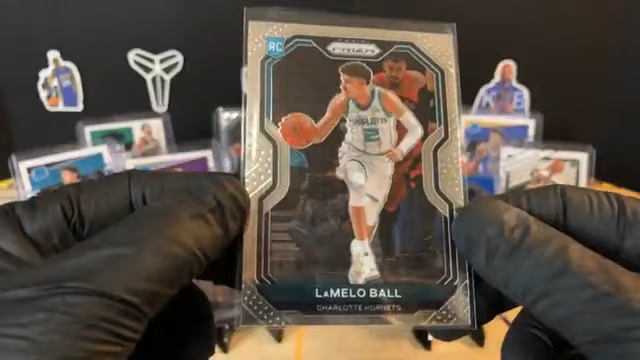 RC
PRIZM
CHARLOTTE
2
LAMELO BALL
CHARLOTTE HORNETS